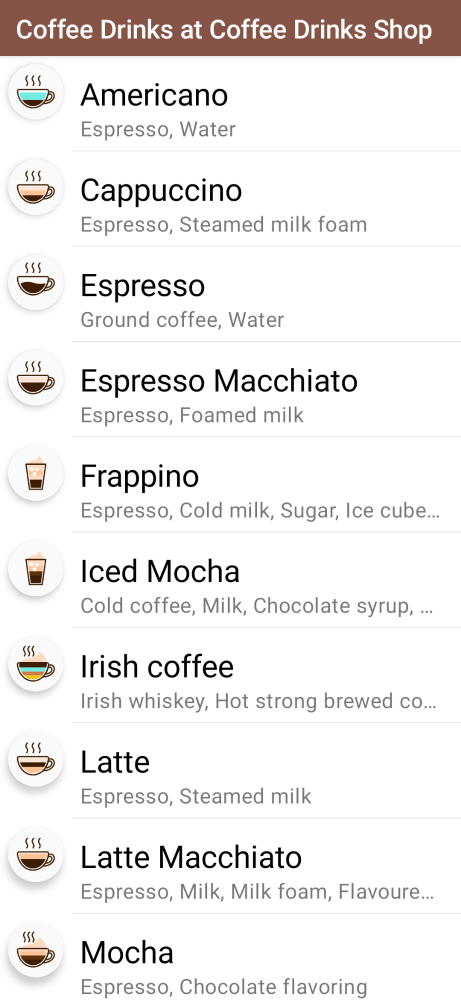 Coffee Drinks at Coffee Drinks Shop
Americano
Espresso, Water
Cappuccino
Espresso, Steamed milk foam
Espresso
Ground coffee, Water
Espresso Macchiato
Espresso, Foamed milk
Frappino
Espresso, Cold milk, Sugar, Ice cube…
Iced Mocha
Cold coffee, Milk, Chocolate syrup, …
Irish coffee
Irish whiskey, Hot strong brewed co…
Latte
Espresso, Steamed milk
Latte Macchiato
Espresso, Milk, Milk foam, Flavoure…
Mocha
Espresso, Chocolate flavoring